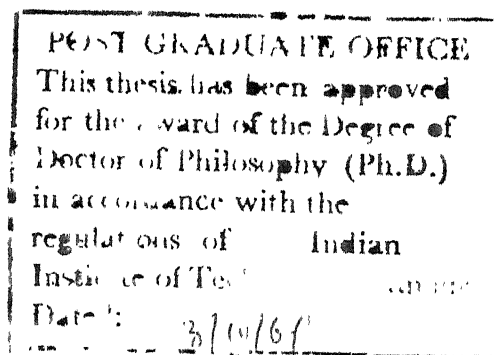 POST GRADUATE OFFICE
This thesis has been approved
for the award of the Degree of
Doctor of Philosophy (Ph.D.)
in accordance with the
regulations of Indian
Institute of
Dated: